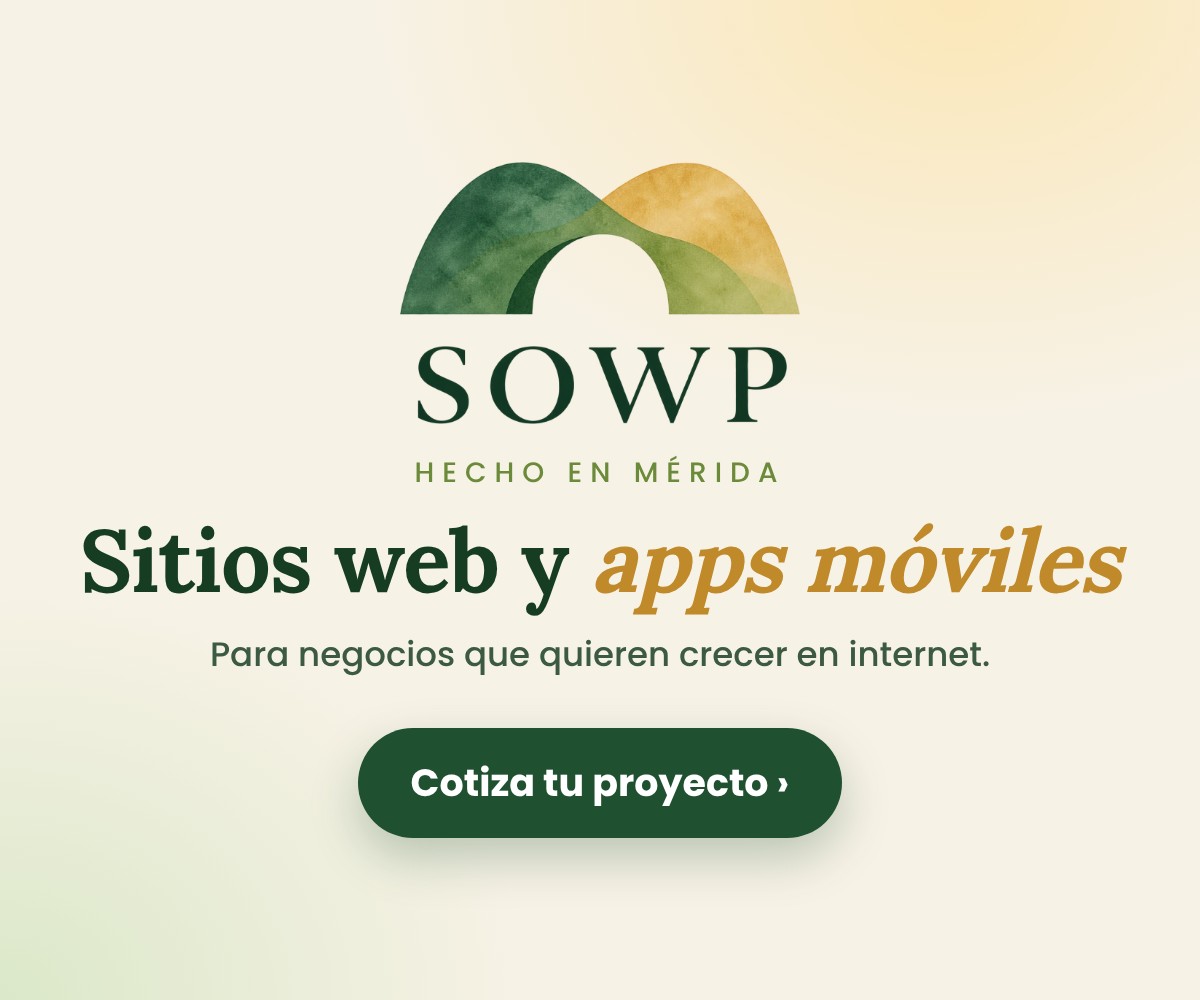 SOWP
HECHO EN MÉRIDA
Sitios web y apps móviles
Para negocios que quieren crecer en internet.
Cotiza tu proyecto ›